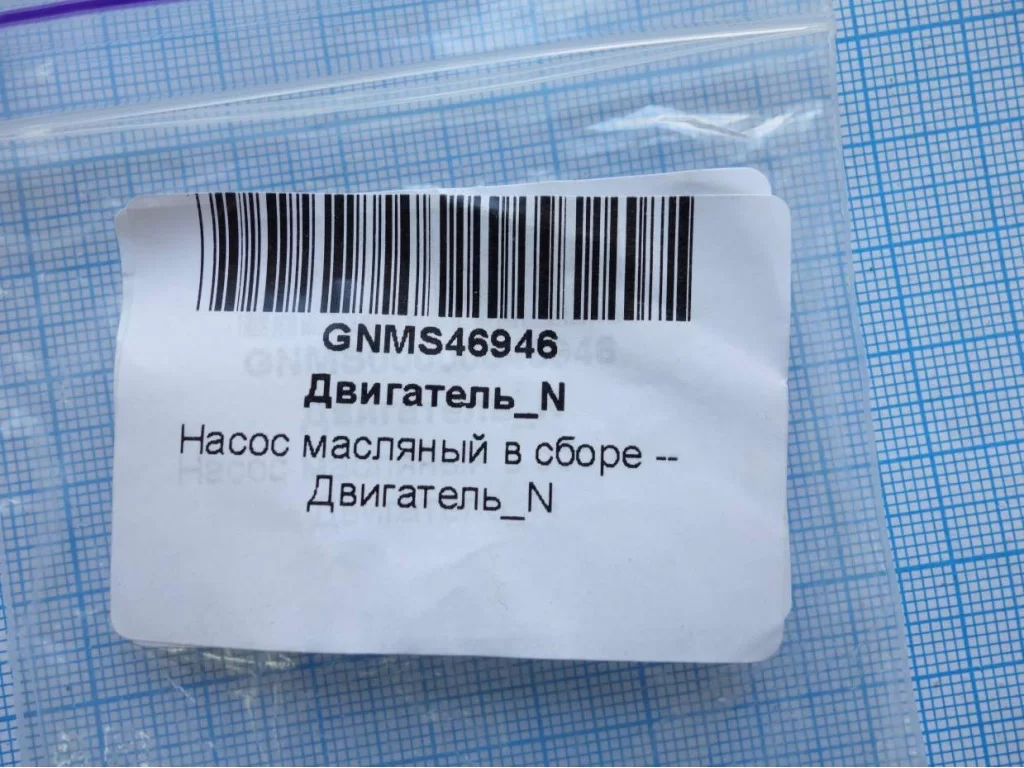 GNMS46946
Двигатель_N
Насос масляный в сборе --
Двигатель_N